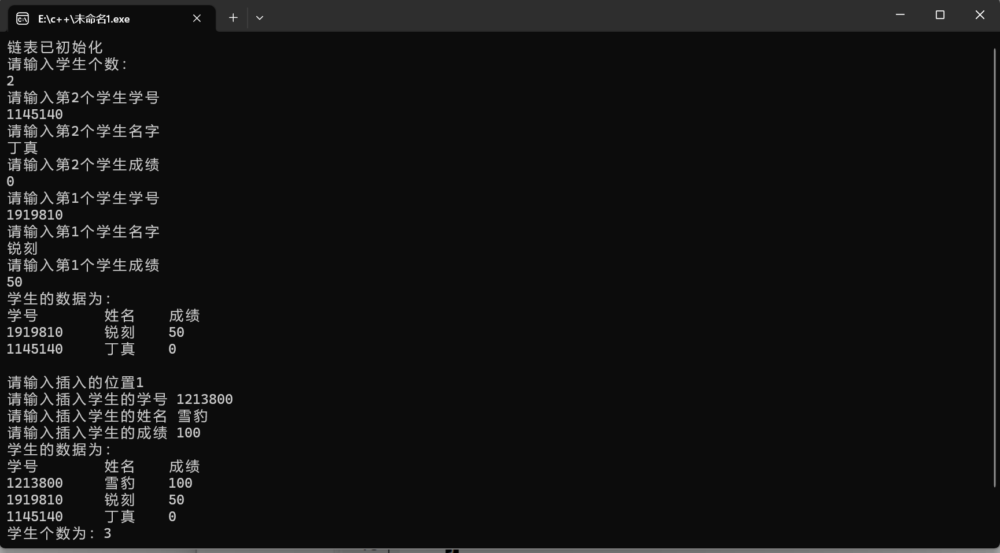 E:\c++\未命名1.exe
链表已初始化
请输入学生个数：
2
请输入第2个学生学号
1145140
请输入第2个学生名字
丁真
请输入第2个学生成绩
0
请输入第1个学生学号
1919810
请输入第1个学生名字
锐刻
请输入第1个学生成绩
50
学生的数据为：
学号 姓名 成绩
1919810 锐刻 50
1145140 丁真 0
请输入插入的位置1
请输入插入学生的学号 1213800
请输入插入学生的姓名 雪豹
请输入插入学生的成绩 100
学生的数据为：
学号 姓名 成绩
1213800 雪豹 100
1919810 锐刻 50
1145140 丁真 0
学生个数为：3